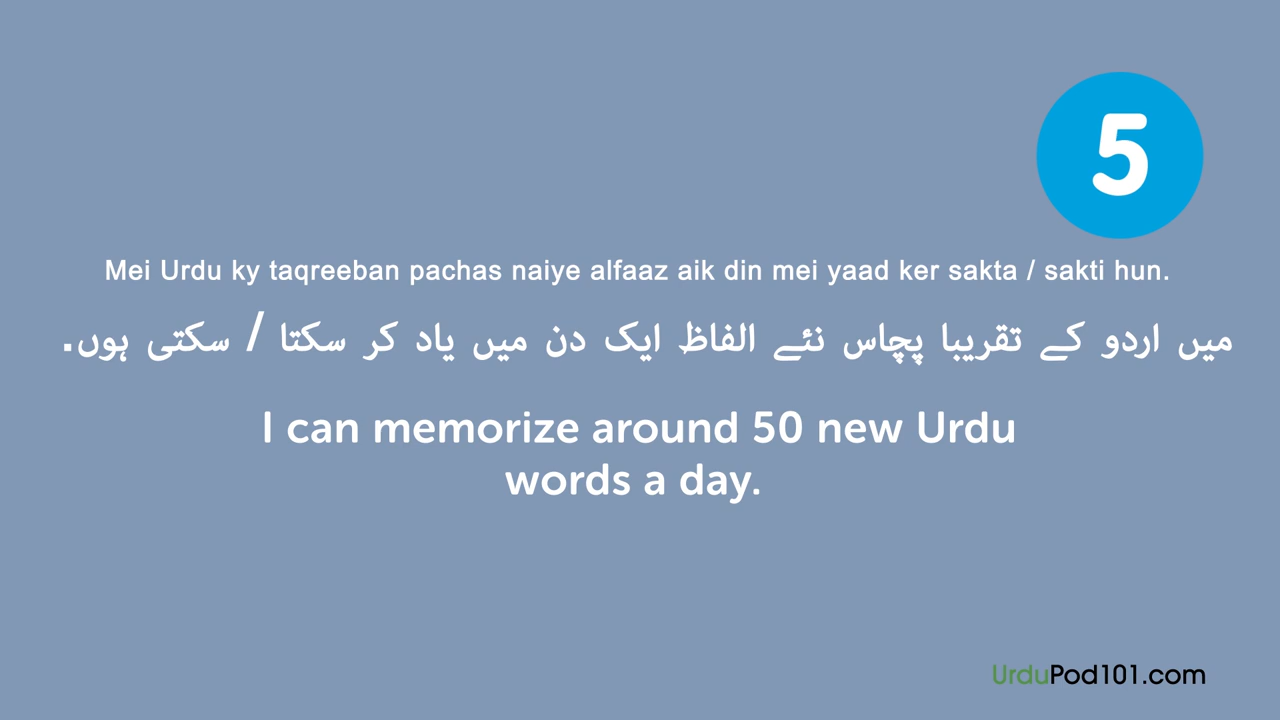 5
Mei Urdu ky taqreeban pachas naiye alfaaz aik din mei yaad ker sakta / sakti hun.
میں اردو کے تقریبا پچاس نئے الفاظ ایک دن میں یاد کر سکتا / سکتی ہوں.
I can memorize around 50 new Urdu
words a day.
UrduPod101.com